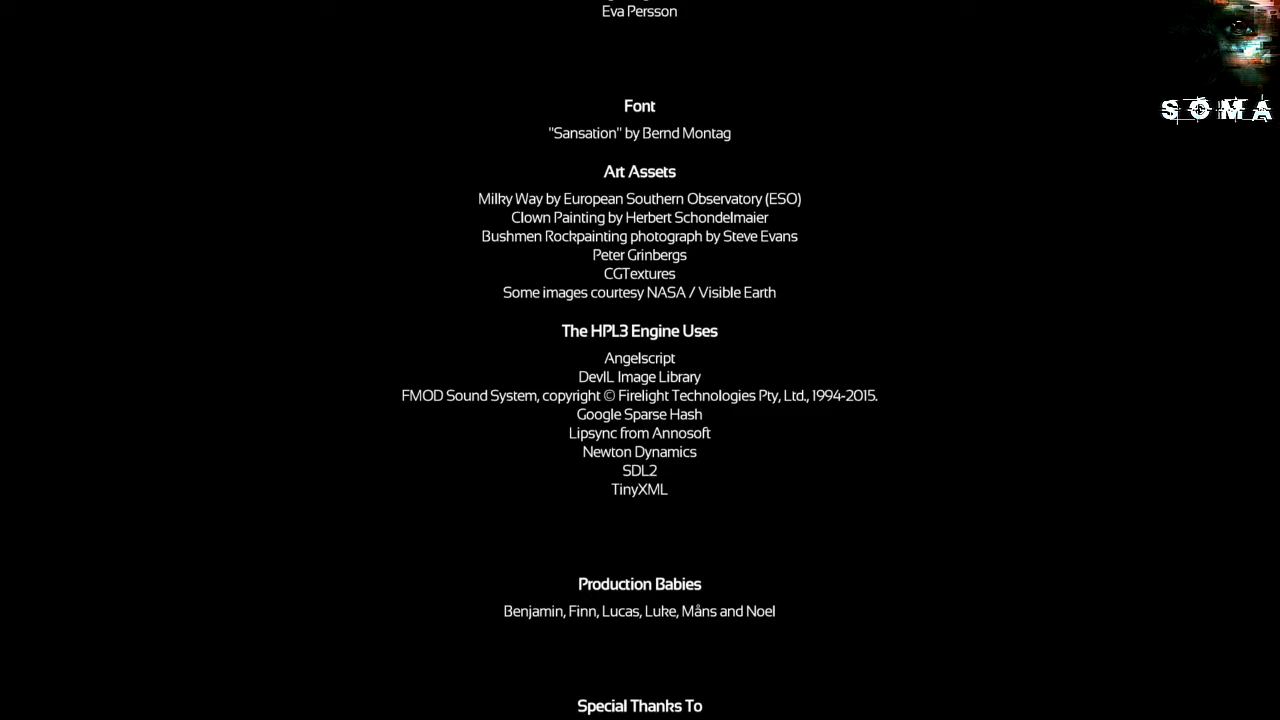 Eva Persson
SOMA
Font
"Sansation" by Bernd Montag
Art Assets
Milky Way by European Southern Observatory (ESO)
Clown Painting by Herbert Schondelmaier
Bushmen Rockpainting photograph by Steve Evans
Peter Grinbergs
CGTextures
Some images courtesy NASA / Visible Earth
The HPL3 Engine Uses
Angelscript
DevIL Image Library
FMOD Sound System, copyright © Firelight Technologies Pty, Ltd., 1994-2015.
Google Sparse Hash
Lipsync from Annosoft
Newton Dynamics
SDL2
TinyXML
Production Babies
Benjamin, Finn, Lucas, Luke, Måns and Noel
Special Thanks To